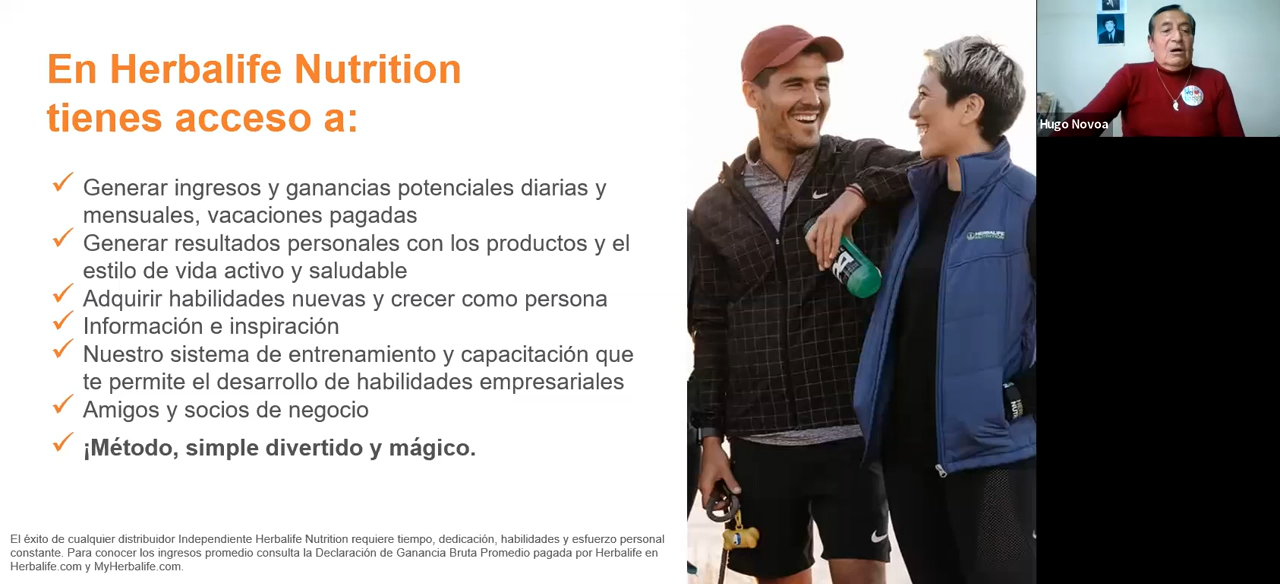 En Herbalife Nutrition
tienes acceso a:
Generar ingresos y ganancias potenciales diarias y
mensuales, vacaciones pagadas
Generar resultados personales con los productos y el
estilo de vida activo y saludable
Adquirir habilidades nuevas y crecer como persona
Información e inspiración
Nuestro sistema de entrenamiento y capacitación que
te permite el desarrollo de habilidades empresariales
Amigos y socios de negocio
¡Método, simple divertido y mágico.
El éxito de cualquier distribuidor Independiente Herbalife Nutrition requiere tiempo, dedicación, habilidades y esfuerzo personal
constante. Para conocer los ingresos promedio consulta la Declaración de Ganancia Bruta Promedio pagada por Herbalife en
Herbalife.com y MyHerbalife.com.
HERBALIFE
NUTRITION
Hugo Novoa